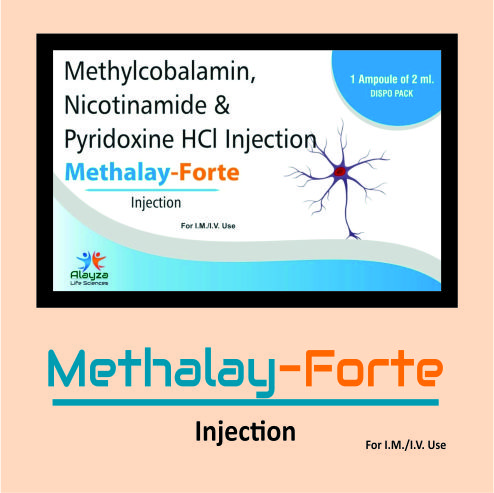 Methylcobalamin,
Nicotinamide &
Pyridoxine HCl Injection
Methalay-Forte
Injection
For I.M./I.V. Use
1 Ampoule of 2 ml.
DISPO PACK
Alayza
Life Sciences
Methalay-Forte
Injection
For I.M./I.V. Use